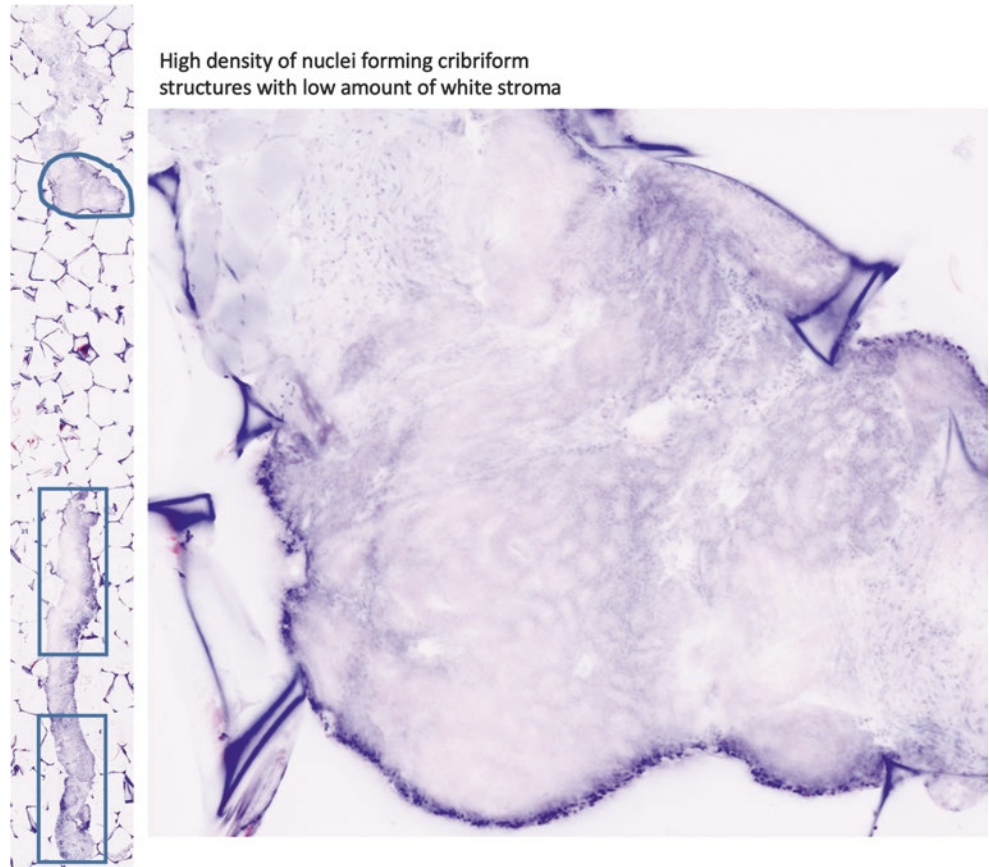 High density of nuclei forming cribriform
structures with low amount of white stroma